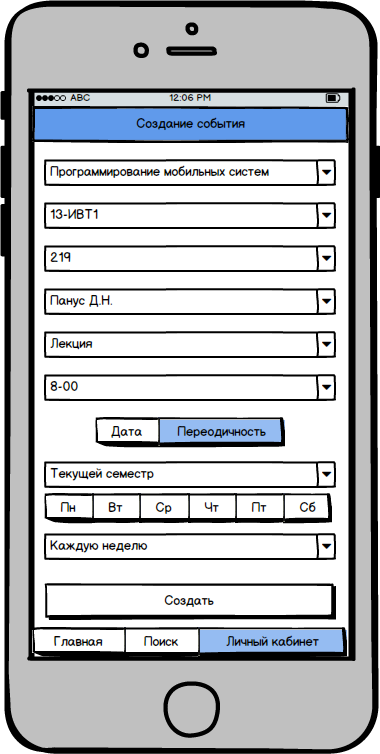 ABC 12:06 PM
Создание события
Программирование мобильных систем
13-ИВТ1
219
Панус Д.Н.
Лекция
8-00
Дата Переодичность
Текущей семестр
Пн Вт Ср Чт Пт Сб
Каждую неделю
Создать
Главная Поиск Личный кабинет